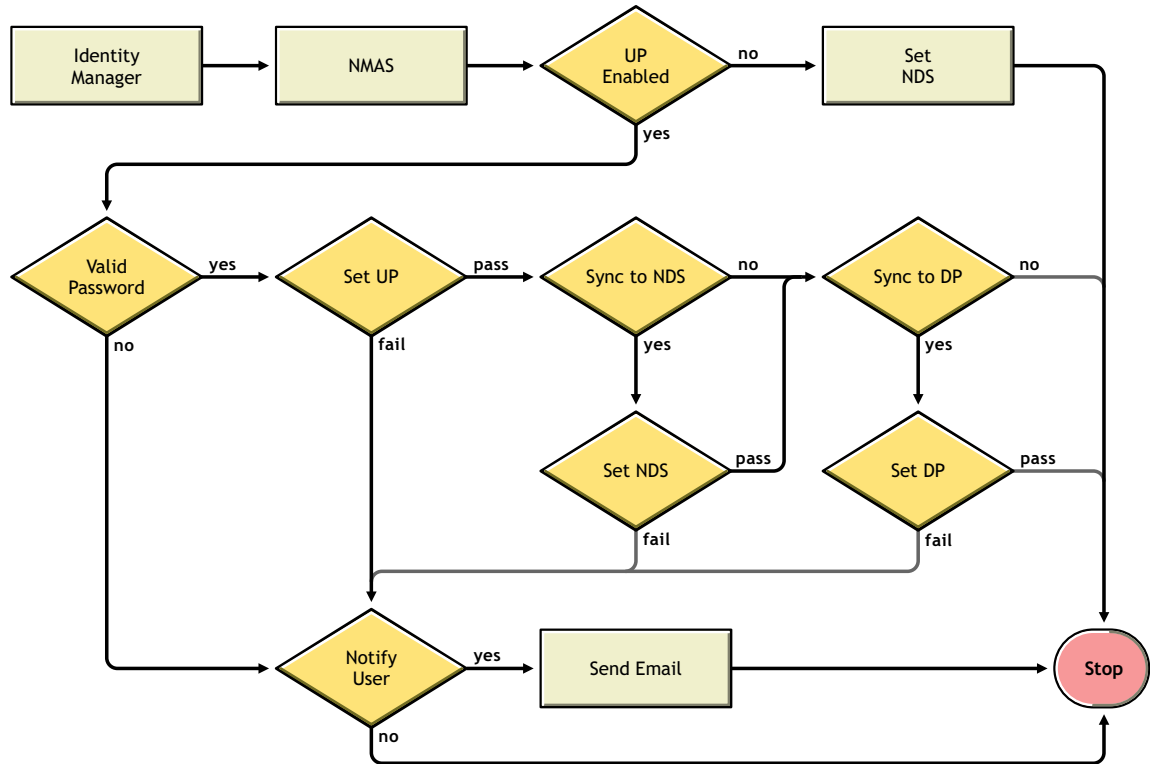 Identity
Manager
NMAS
UP
Enabled
no
Set
NDS
yes
Valid
Password
yes
Set UP
pass
Sync to NDS
no
Sync to DP
no
no
fail
yes
yes
Set NDS
pass
Set DP
pass
fail
fail
Notify
User
yes
Send Email
Stop
no